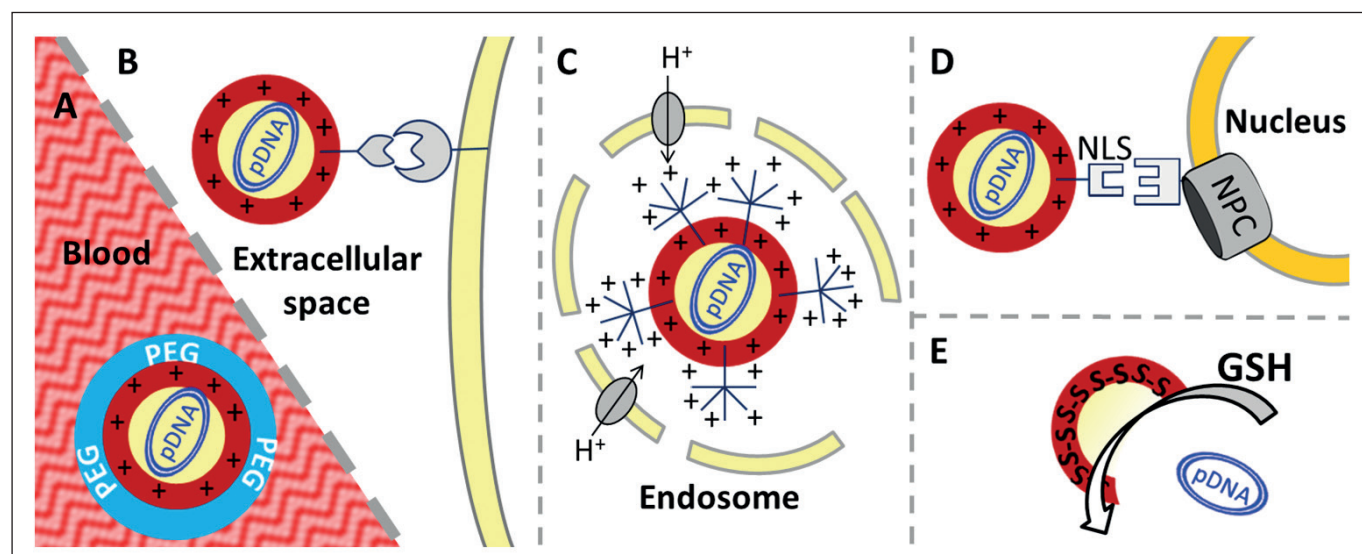 A
Blood
PEG
PEG
PEG
pDNA
+ + + + + + + +
B
pDNA
+ + + + + + + + +
Extracellular
space
C
H⁺
pDNA
H⁺
Endosome
D
Nucleus
NLS
NPC
pDNA
E
S-S-S-S-S-S-S-S
GSH
pDNA